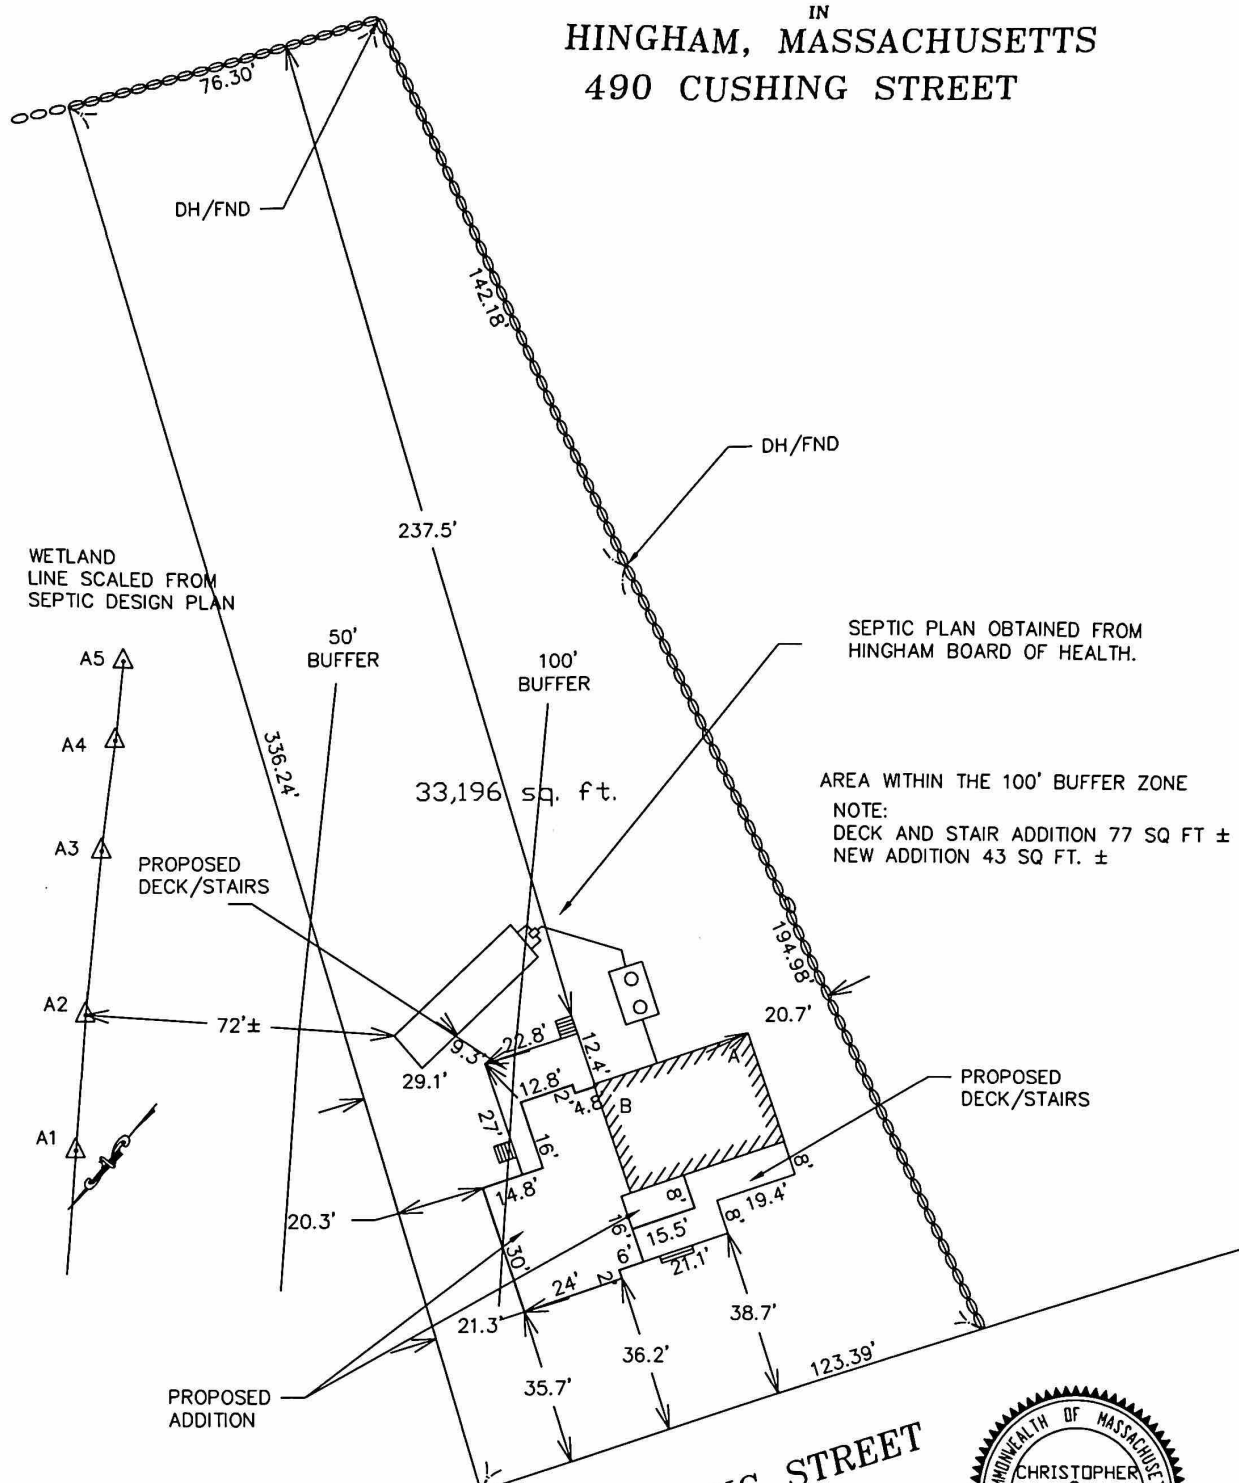 IN
HINGHAM, MASSACHUSETTS
490 CUSHING STREET
76.30'
DH/FND
142.18'
DH/FND
237.5'
WETLAND
LINE SCALED FROM
SEPTIC DESIGN PLAN
50'
BUFFER
100'
BUFFER
SEPTIC PLAN OBTAINED FROM
HINGHAM BOARD OF HEALTH.
A5
A4
A3
A2
A1
336.24'
33,196 sq. ft.
AREA WITHIN THE 100' BUFFER ZONE
NOTE:
DECK AND STAIR ADDITION 77 SQ FT ±
NEW ADDITION 43 SQ FT. ±
PROPOSED
DECK/STAIRS
194.98'
72'±
20.7'
9.3'
22.8'
12.4'
29.1'
12.8'
2'
4.8'
A
B
27'
16'
PROPOSED
DECK/STAIRS
14.8'
8'
8'
19.4'
8'
20.3'
16'
15.5'
30'
6'
21.1'
24'
2'
21.3'
38.7'
36.2'
35.7'
123.39'
PROPOSED
ADDITION
STREET
OF MASSACHUSET
CHRISTOPHER